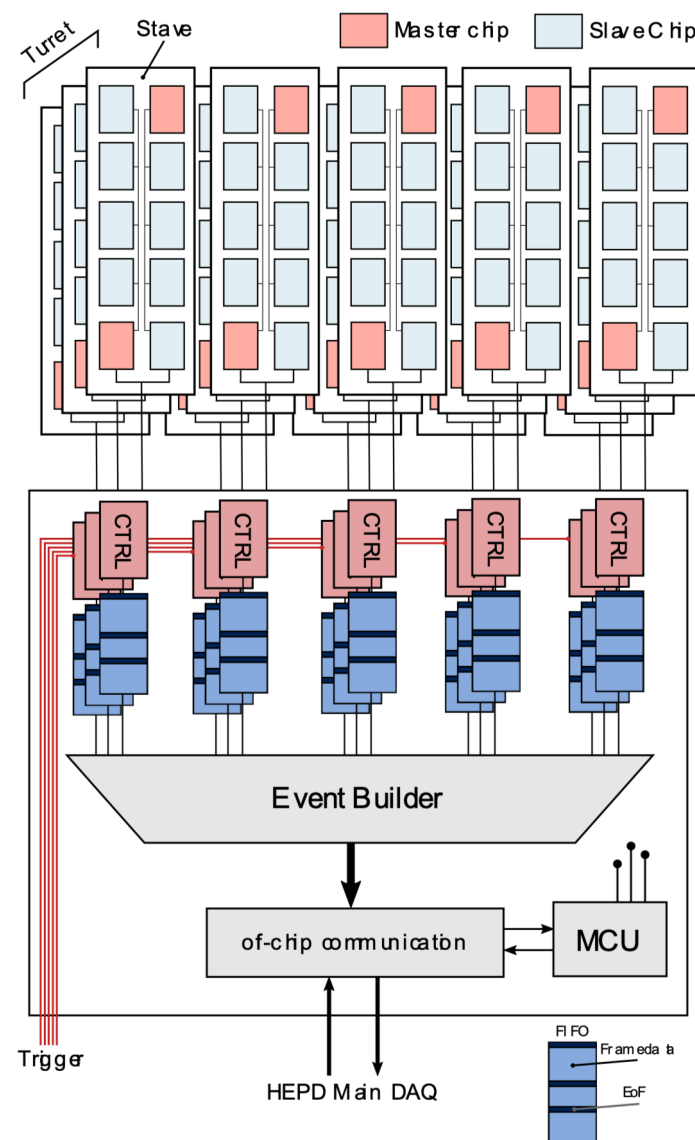 Turret
Stave
Master chip
Slave Chip
CTRL
CTRL
CTRL
CTRL
CTRL
Event Builder
of-chip communication
MCU
Trigger
HEPD Main DAQ
FIFO
Frame data
EoF